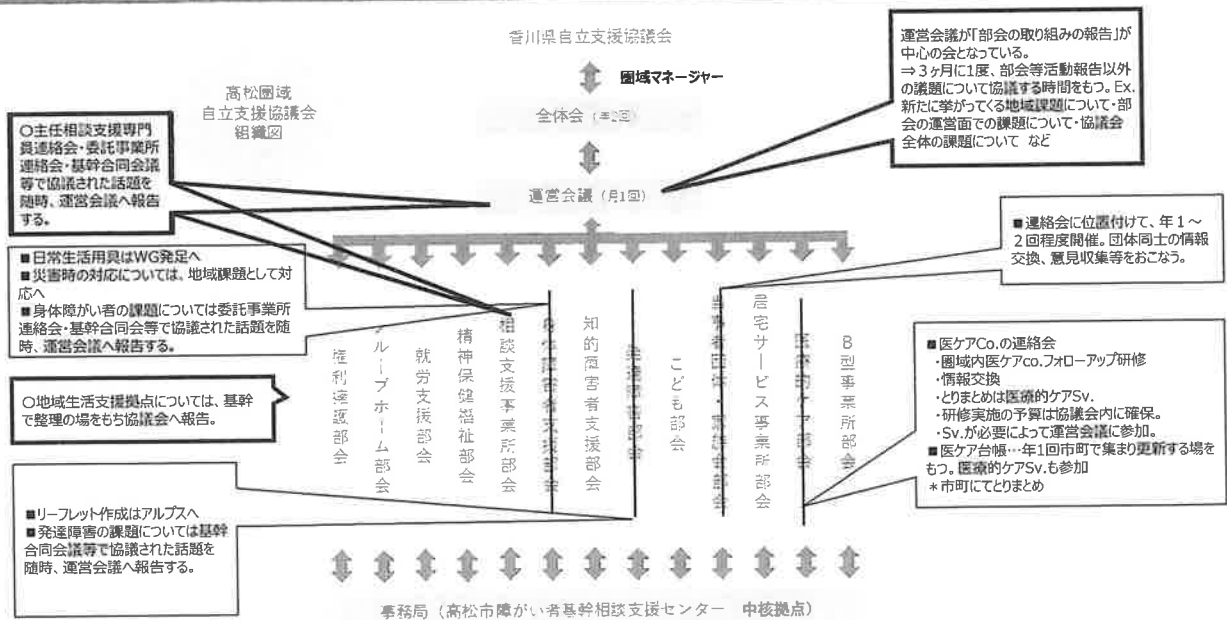 香川県自立支援協議会
圏域マネージャー
高松圏域
自立支援協議会
組織図
全体会（年2回）
運営会議（月1回）
運営会議が「部会の取り組みの報告」が
中心の会となっている。
⇒3ヶ月に1度、部会等活動報告以外
の議題について協議する時間をもつ。Ex.
新たに挙がってくる地域課題について・部
会の運営面での課題について・協議会
全体の課題について など
○主任相談支援専門
員連絡会・委託事業所
連絡会・基幹合同会議
等で協議された話題を
随時、運営会議へ報告
する。
■日常生活用具はWG発足へ
■災害時の対応については、地域課題として対
応へ
■身体障がい者の課題については委託事業所
連絡会・基幹合同会等で協議された話題を随
時、運営会議へ報告する。
○地域生活支援拠点については、基幹
で整理の場をもち協議会へ報告。
■リーフレット作成はアルプスへ
■発達障害の課題については基幹
合同会議等で協議された話題を
随時、運営会議へ報告する。
■連絡会に位置付けて、年1～
2回程度開催。団体同士の情報
交換、意見収集等をおこなう。
■医ケアCo.の連絡会
・圏域内医ケアco.フォローアップ研修
・情報交換
・とりまとめは医療的ケアSv.
・研修実施の予算は協議会内に確保。
・Sv.が必要によって運営会議に参加。
■医ケア台帳…年1回市町で集まり更新する場を
もつ。医療的ケアSv.も参加
＊市町にてとりまとめ
権利擁護部会
グループホーム部会
就労支援部会
精神保健福祉部会
相談支援事業所部会
身体障害者支援部会
知的障害者支援部会
こども部会
居宅サービス事業所部会
医療的ケア部会
B型事業所部会
事務局（高松市障がい者基幹相談支援センター 中核拠点）